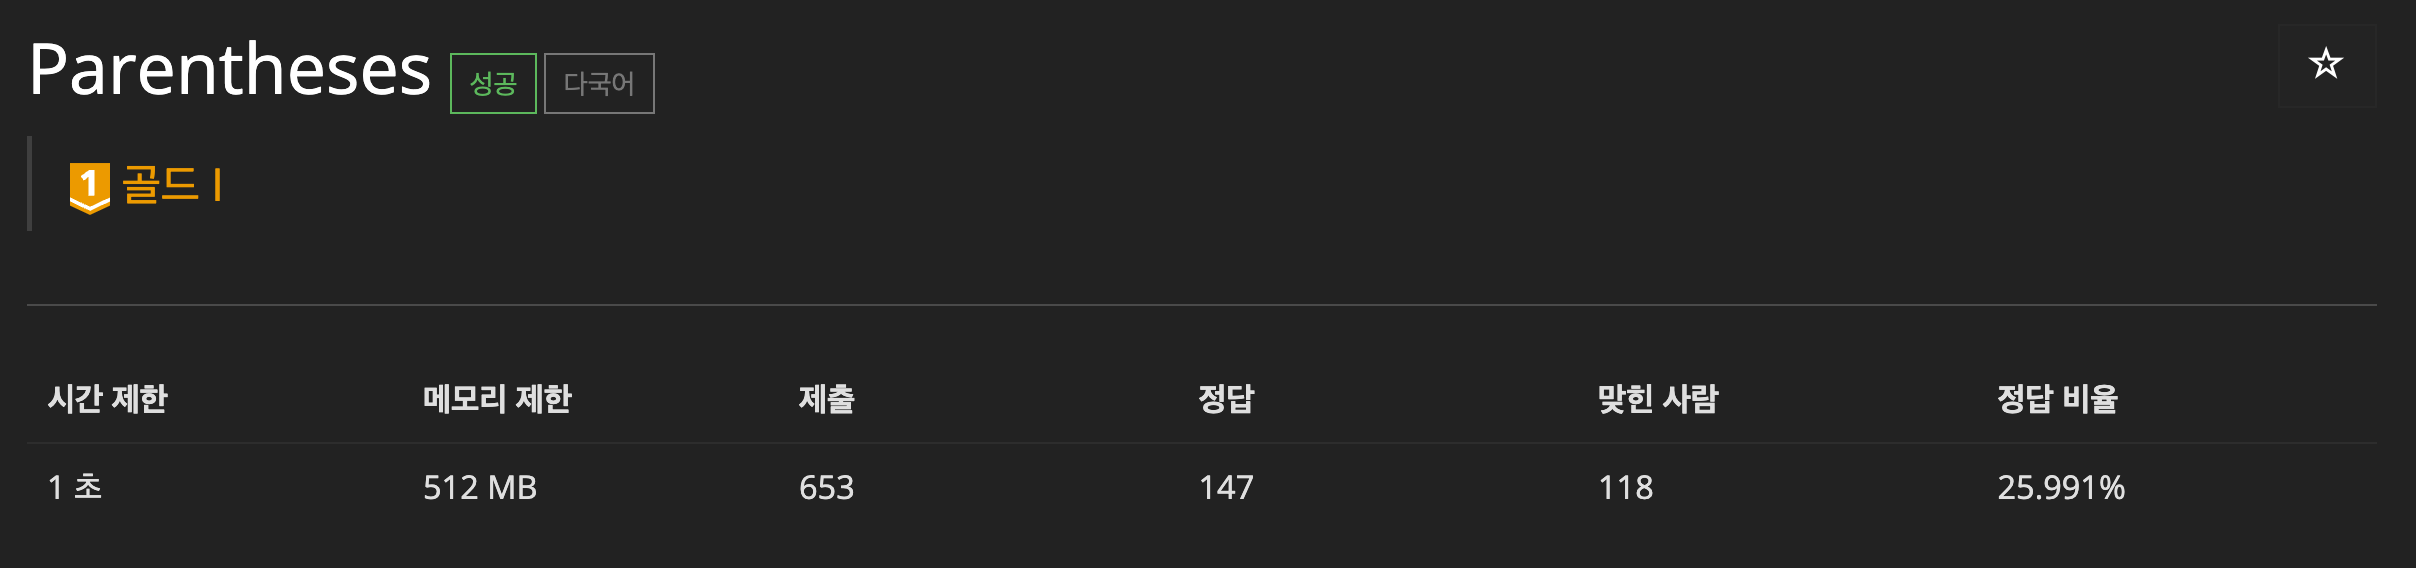 Parentheses 성공 다국어
1 골드 I
시간 제한 메모리 제한 제출 정답 맞힌 사람 정답 비율
1 초 512 MB 653 147 118 25.991%